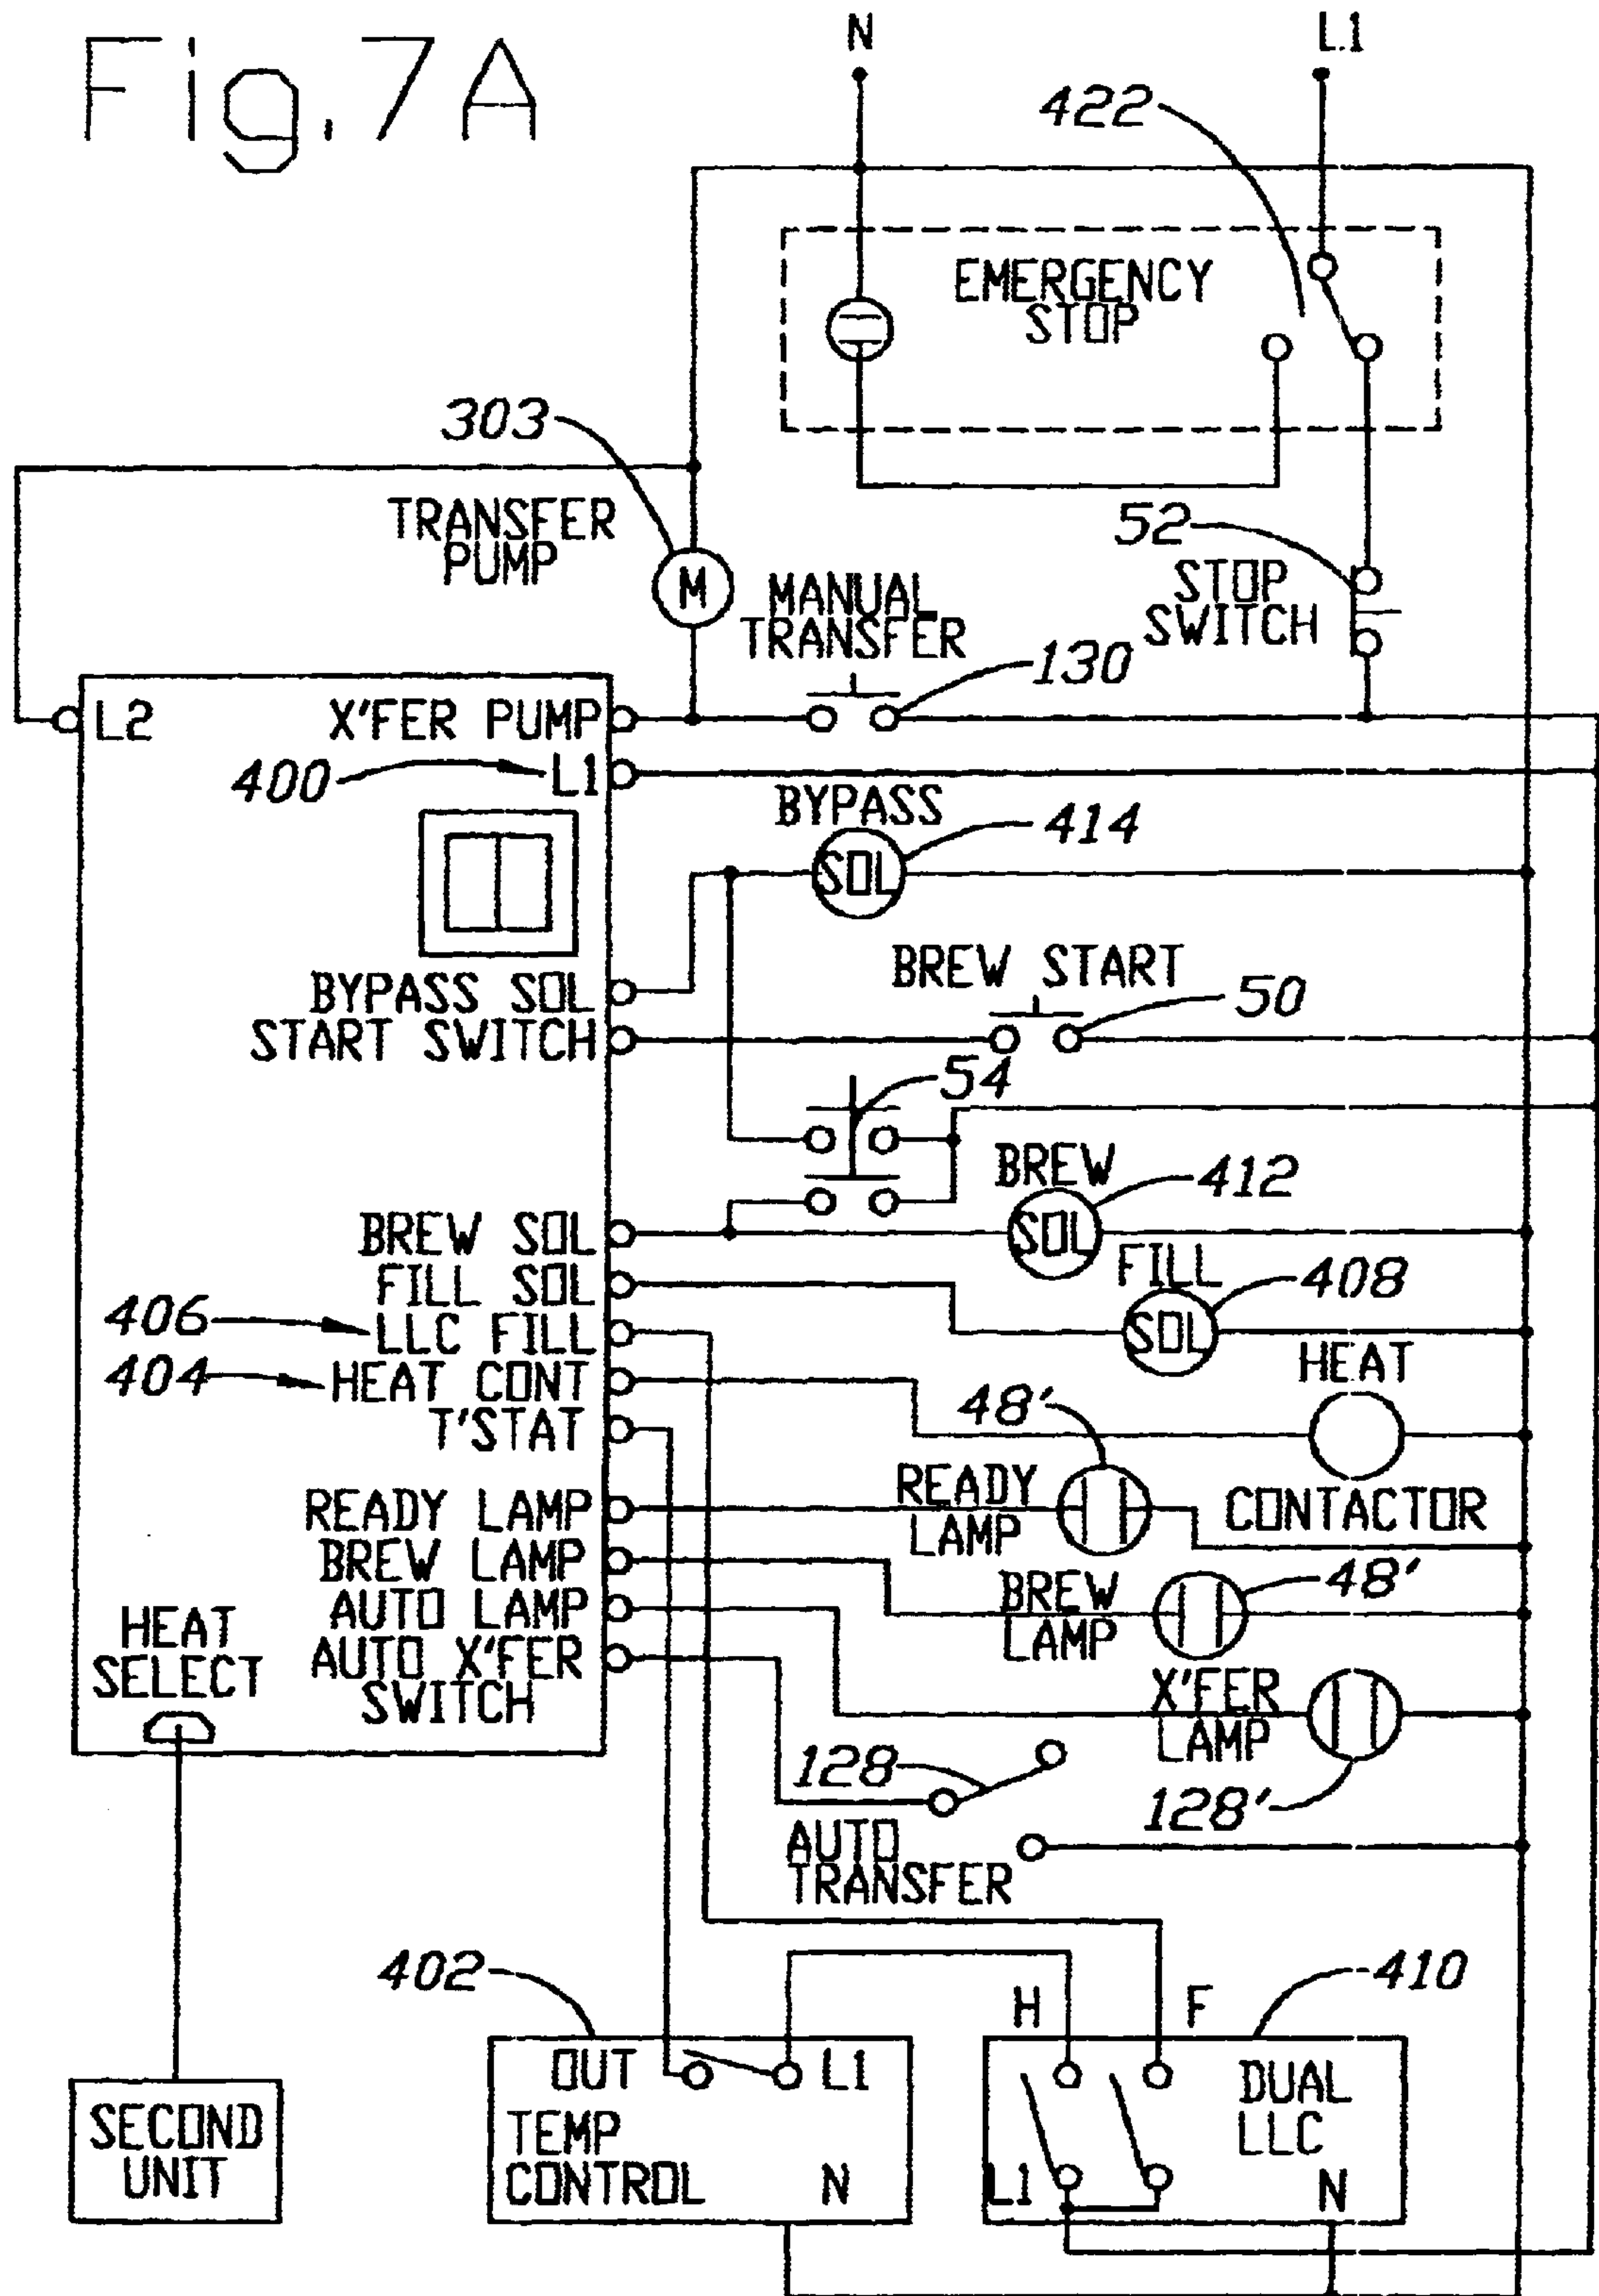 Fig. 7A
N
L1
422
EMERGENCY
STOP
303
TRANSFER
PUMP
M
MANUAL
TRANSFER
52
STOP
SWITCH
130
L2
X'FER PUMP
400
L1
BYPASS
414
SOL
BREW START
BYPASS SOL
50
START SWITCH
54
BREW
412
SOL
BREW SOL
FILL
FILL SOL
408
406
LLC FILL
SOL
HEAT
404
HEAT CONT
48'
T'STAT
READY
LAMP
CONTACTOR
READY LAMP
BREW LAMP
BREW
LAMP
48'
AUTO LAMP
HEAT
SELECT
AUTO X'FER
SWITCH
X'FER
LAMP
128
128'
AUTO
TRANSFER
402
410
H
F
OUT
L1
DUAL
LLC
SECOND
UNIT
TEMP
CONTROL
N
L1
N